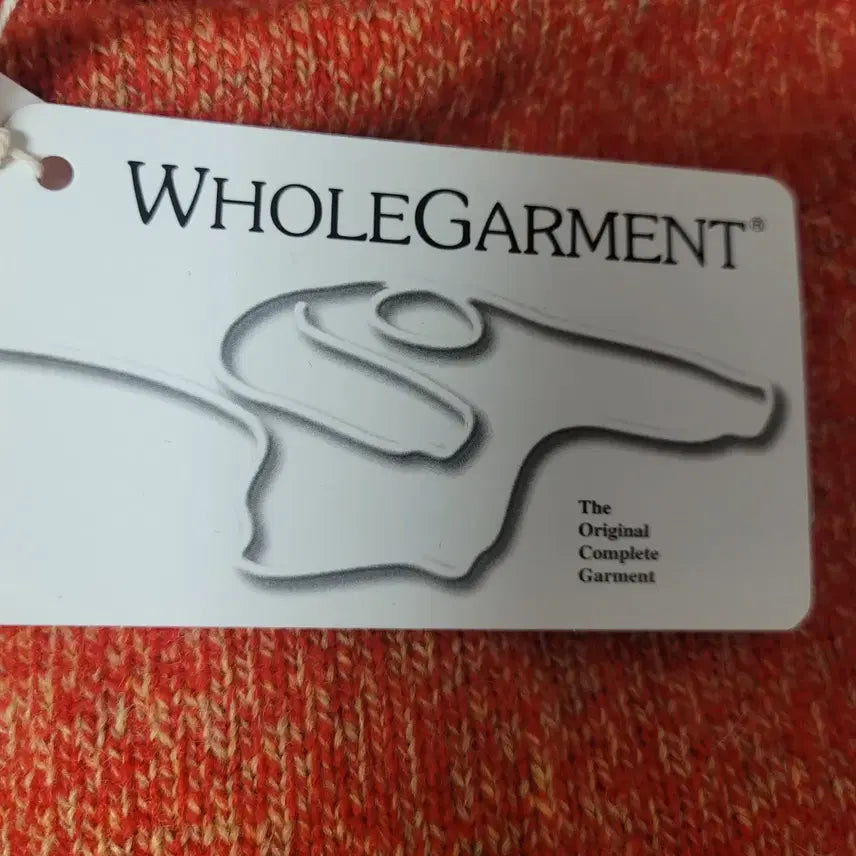 WHOLEGARMENT®
The
Original
Complete
Garment